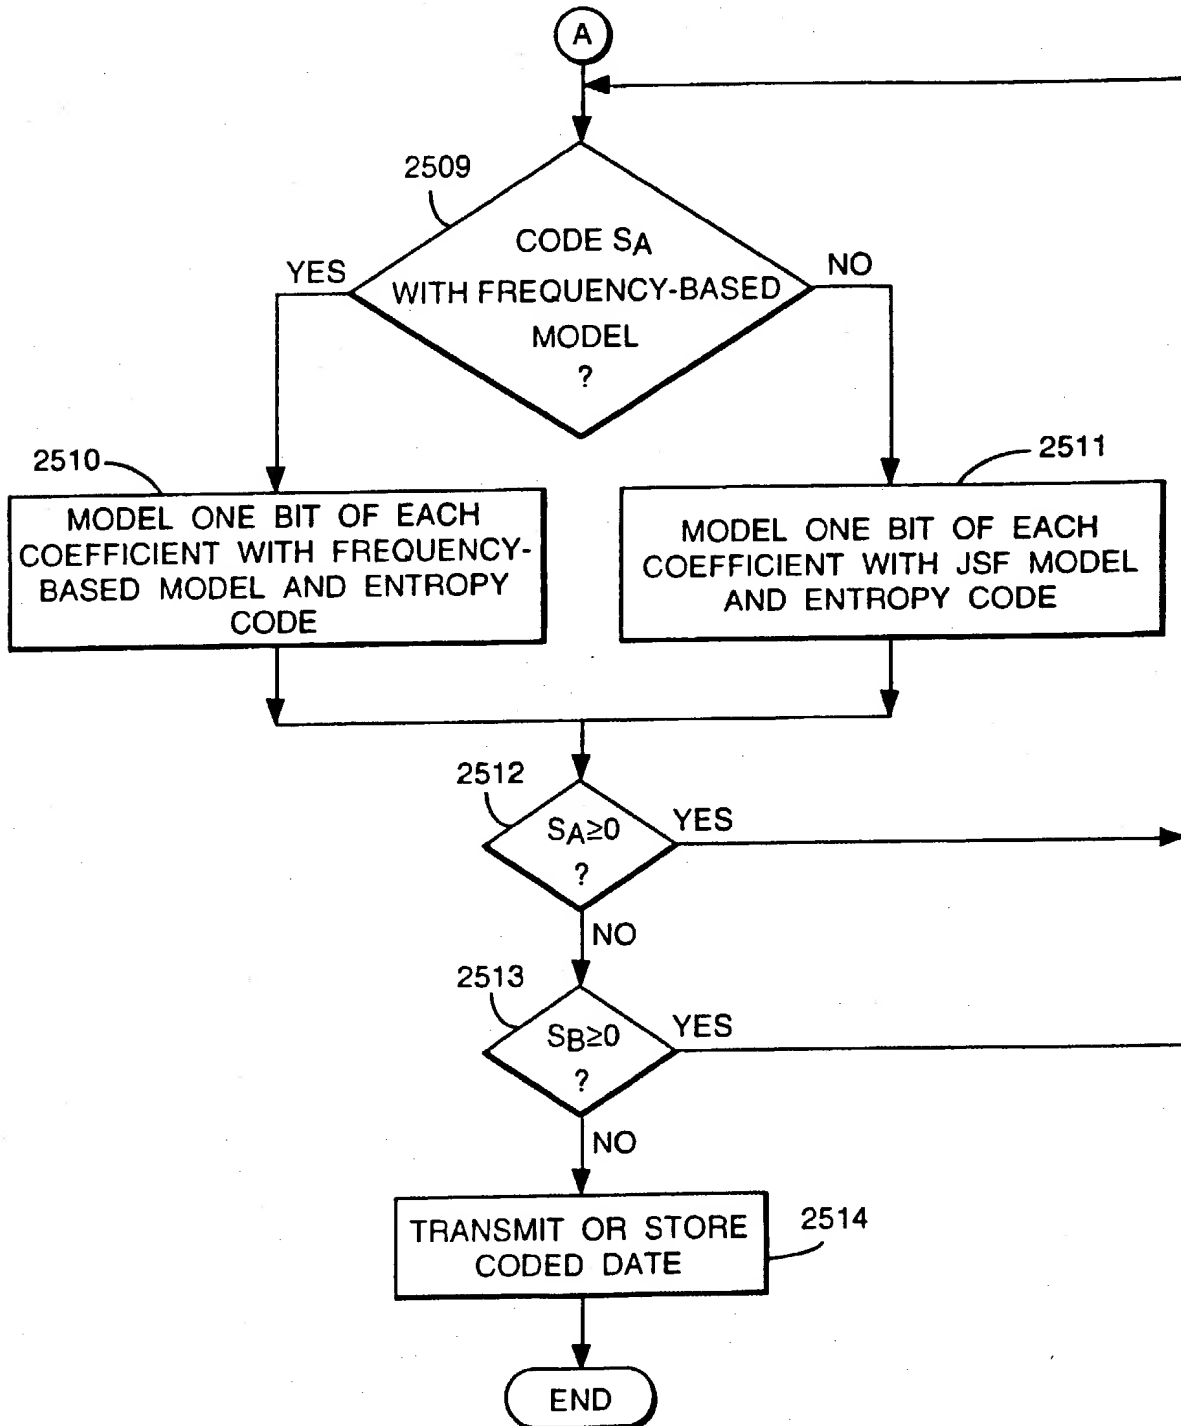 A
2509
CODE SA
WITH FREQUENCY-BASED
MODEL
?
YES
NO
2510
MODEL ONE BIT OF EACH
COEFFICIENT WITH FREQUENCY-
BASED MODEL AND ENTROPY
CODE
2511
MODEL ONE BIT OF EACH
COEFFICIENT WITH JSF MODEL
AND ENTROPY CODE
2512
SA≥0
?
YES
NO
2513
SB≥0
?
YES
NO
TRANSMIT OR STORE
CODED DATE
2514
END